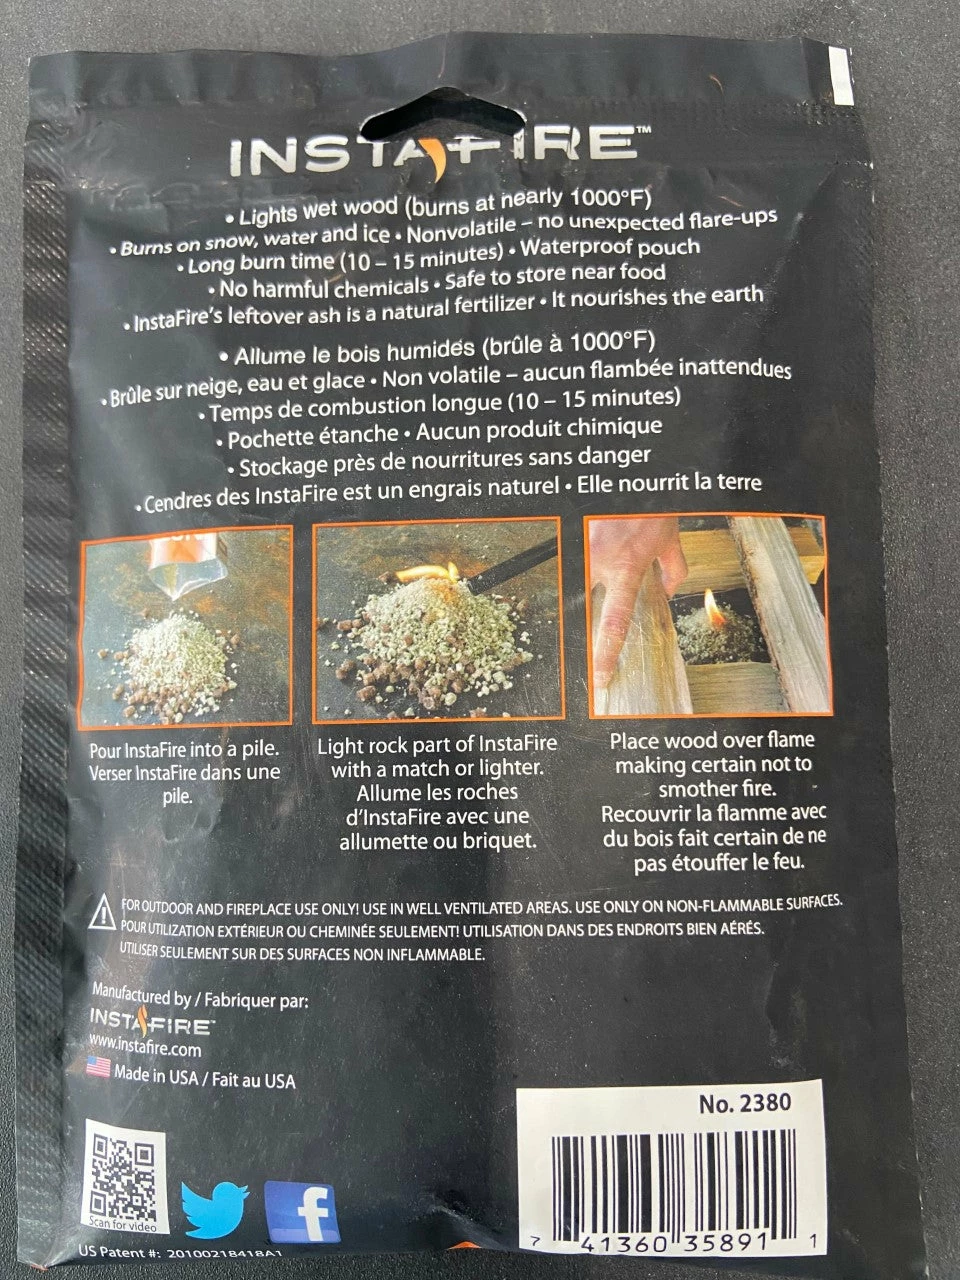 INSTAFIRE™
• Lights wet wood (burns at nearly 1000°F)
• Burns on snow, water and ice • Nonvolatile – no unexpected flare-ups
• Long burn time (10 – 15 minutes) • Waterproof pouch
• No harmful chemicals • Safe to store near food
• InstaFire's leftover ash is a natural fertilizer • It nourishes the earth
• Allume le bois humides (brûle à 1000°F)
• Brûle sur neige, eau et glace • Non volatile – aucun flambée inattendues
• Temps de combustion longue (10 – 15 minutes)
• Pochette étanche • Aucun produit chimique
• Stockage près de nourritures sans danger
• Cendres des InstaFire est un engrais naturel • Elle nourrit la terre
Pour InstaFire into a pile.
Verser InstaFire dans une
pile.
Light rock part of InstaFire
with a match or lighter.
Allume les roches
d'InstaFire avec une
allumette ou briquet.
Place wood over flame
making certain not to
smother fire.
Recouvrir la flamme avec
du bois fait certain de ne
pas étouffer le feu.
FOR OUTDOOR AND FIREPLACE USE ONLY! USE IN WELL VENTILATED AREAS. USE ONLY ON NON-FLAMMABLE SURFACES.
POUR UTILIZATION EXTÉRIEUR OU CHEMINÉE SEULEMENT! UTILISATION DANS DES ENDROITS BIEN AÉRÉS.
UTILISER SEULEMENT SUR DES SURFACES NON INFLAMMABLE.
Manufactured by / Fabriquer par:
INSTAFIRE™
www.instafire.com
Made in USA / Fait au USA
No. 2380
Scan for video
7 41360 35891 1
US Patent #: 20100218418A1